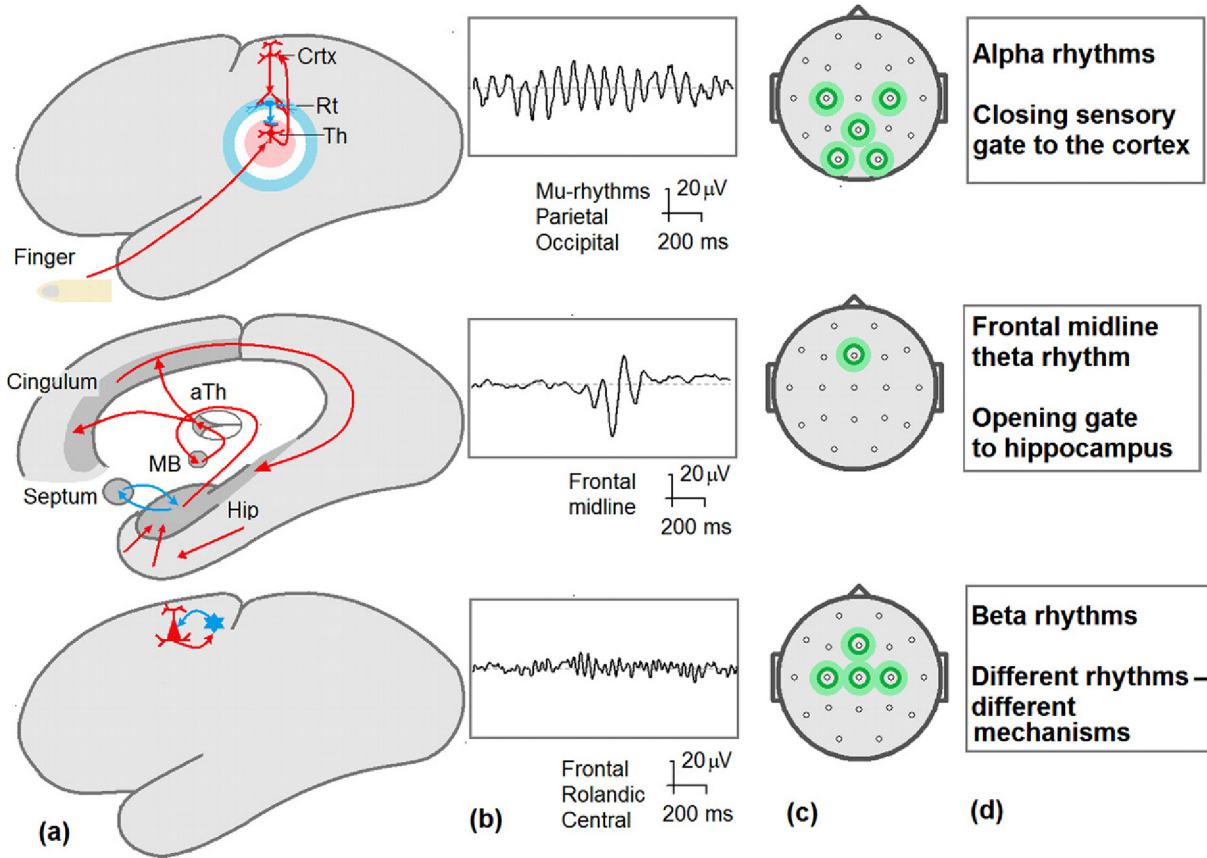 Crtx
Rt
Th
Finger
Mu-rhythms
Parietal
Occipital
20 μV
200 ms
Alpha rhythms
Closing sensory
gate to the cortex
Cingulum
aTh
MB
Septum
Hip
Frontal
midline
20 μV
200 ms
Frontal midline
theta rhythm
Opening gate
to hippocampus
Frontal
Rolandic
Central
20 μV
200 ms
Beta rhythms
Different rhythms –
different
mechanisms
(a)
(b)
(c)
(d)